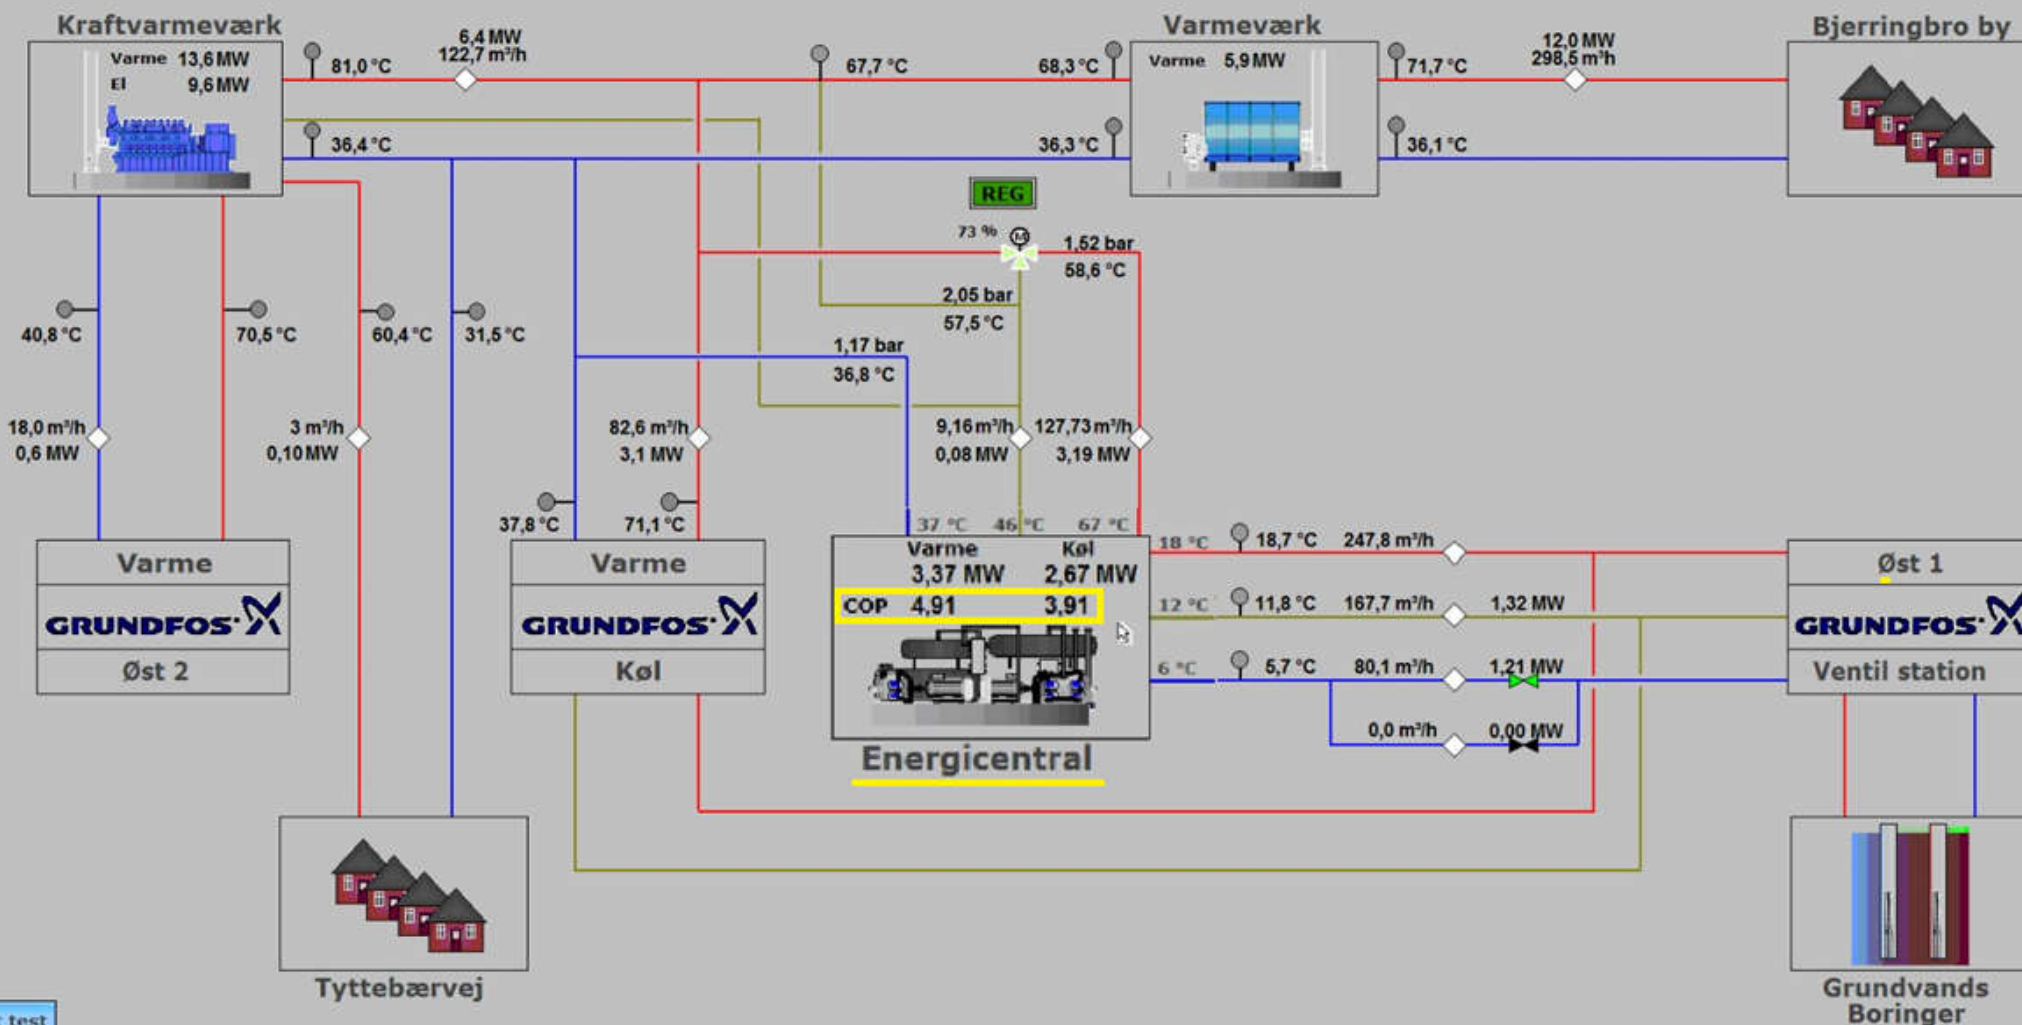 Kraftvarmeværk
Varmeværk
Bjerringbro by
Varme 13,6 MW
El 9,6 MW
81,0 °C
6,4 MW
122,7 m³/h
67,7 °C
68,3 °C
Varme 5,9 MW
71,7 °C
12,0 MW
298,5 m³h
36,4 °C
36,3 °C
36,1 °C
REG
73 %
M
1,52 bar
58,6 °C
2,05 bar
57,5 °C
1,17 bar
36,8 °C
40,8 °C
70,5 °C
60,4 °C
31,5 °C
18,0 m³/h
0,6 MW
3 m³/h
0,10 MW
82,6 m³/h
3,1 MW
9,16 m³/h
0,08 MW
127,73 m³/h
3,19 MW
37,8 °C
71,1 °C
37 °C
46 °C
67 °C
Varme
GRUNDFOS
Øst 2
Varme
GRUNDFOS
Køl
Varme Køl
3,37 MW 2,67 MW
COP 4,91 3,91
Energicentral
18 °C
18,7 °C
247,8 m³/h
12 °C
11,8 °C
167,7 m³/h
1,32 MW
6 °C
5,7 °C
80,1 m³/h
1,21 MW
0,0 m³/h
0,00 MW
Øst 1
GRUNDFOS
Ventil station
Tyttebærvej
Grundvands
Boringer
test